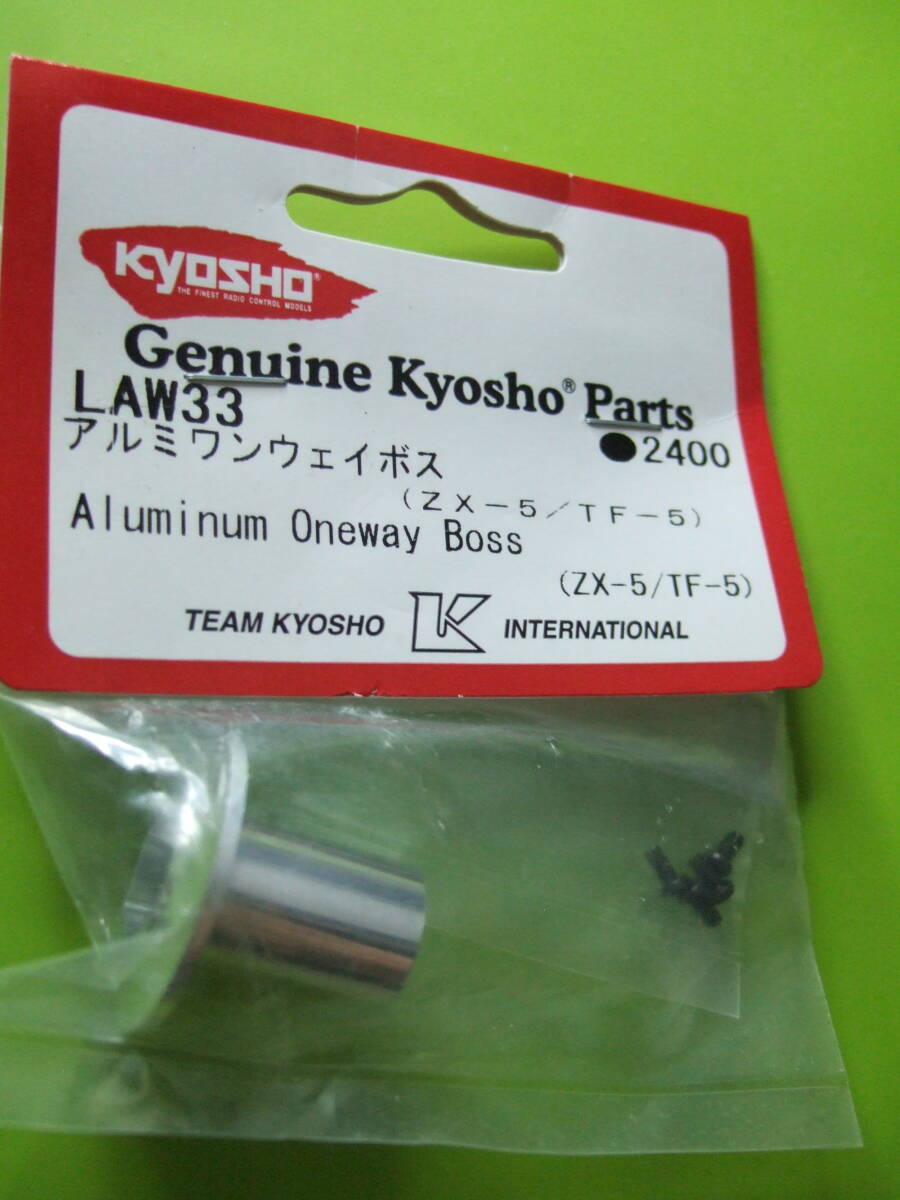 KYOSHO®
THE FINEST RADIO CONTROL MODELS
Genuine Kyosho® Parts
LAW33
●2400
アルミワンウェイボス
(ZX-5/TF-5)
Aluminum Oneway Boss
(ZX-5/TF-5)
TEAM KYOSHO K INTERNATIONAL